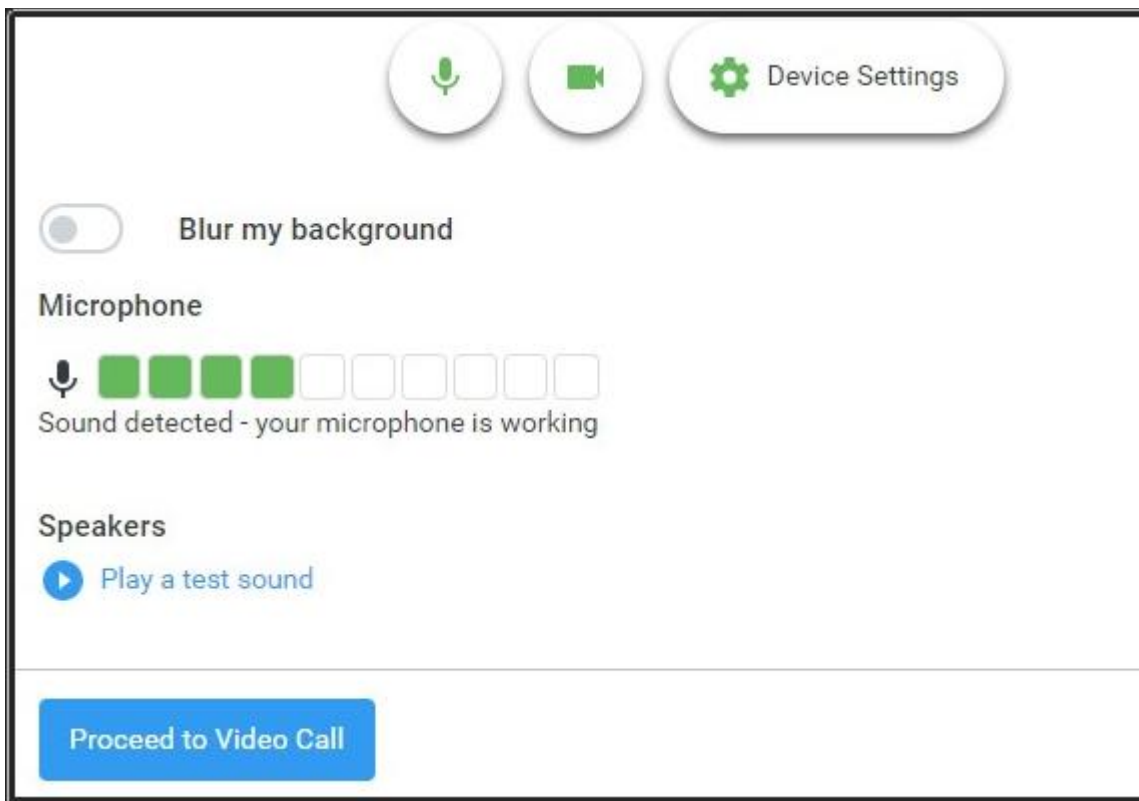 Device Settings
Blur my background
Microphone
Sound detected - your microphone is working
Speakers
Play a test sound
Proceed to Video Call